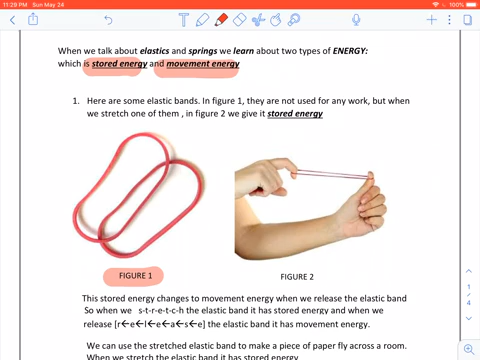 11:29 PM Sun May 24
100%
When we talk about elastics and springs we learn about two types of ENERGY:
which is stored energy and movement energy
1. Here are some elastic bands. In figure 1, they are not used for any work, but when
we stretch one of them , in figure 2 we give it stored energy
FIGURE 1
FIGURE 2
This stored energy changes to movement energy when we release the elastic band
So when we s-t-r-e-t-c-h the elastic band it has stored energy and when we
release [r←e←l←e←a←s←e] the elastic band it has movement energy.
We can use the stretched elastic band to make a piece of paper fly across a room.
When we stretch the elastic band it has stored energy
1
4